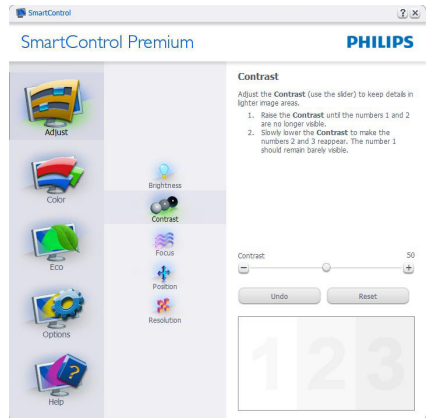 SmartControl
SmartControl Premium
PHILIPS
Adjust
Color
Eco
Options
Help
Brightness
Contrast
Focus
Position
Resolution
Contrast
Adjust the Contrast (use the slider) to keep details in
lighter image areas.
1. Raise the Contrast until the numbers 1 and 2
are no longer visible.
2. Slowly lower the Contrast to make the
numbers 2 and 3 reappear. The number 1
should remain barely visible.
Contrast 50
Undo Reset
1 2 3